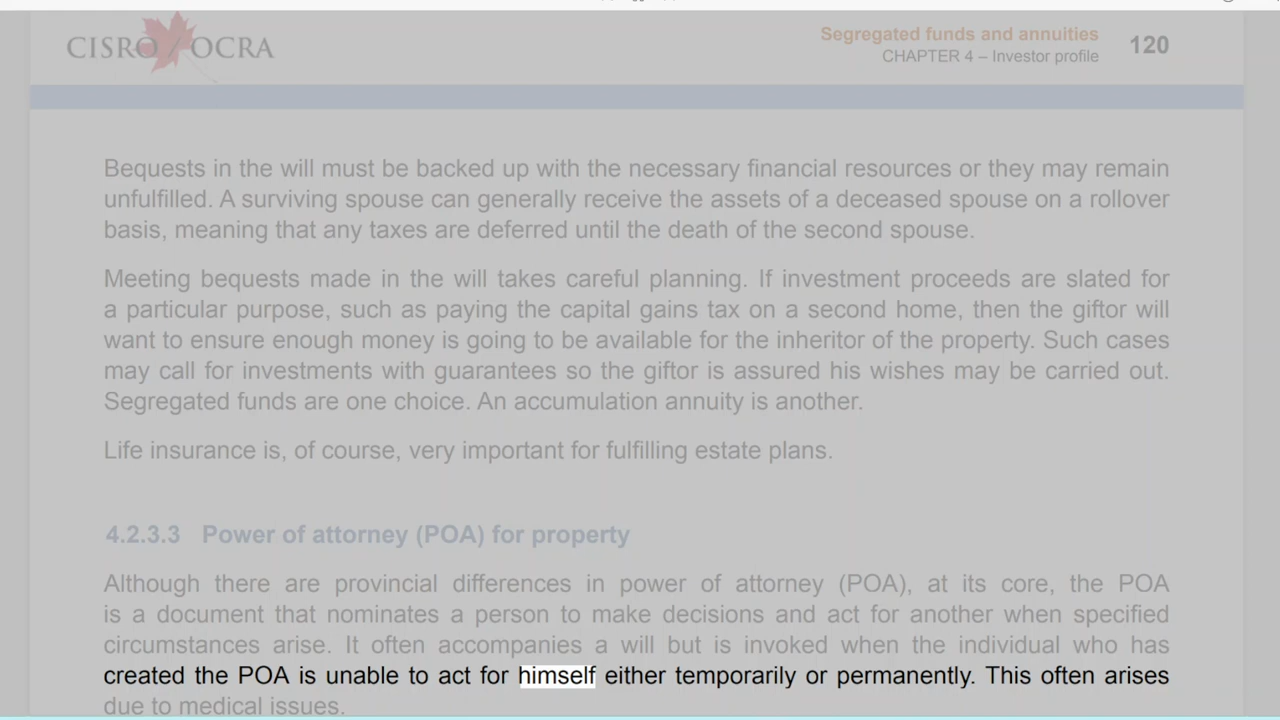 CISRO / OCRA
Segregated funds and annuities
CHAPTER 4 – Investor profile
120
Bequests in the will must be backed up with the necessary financial resources or they may remain
unfulfilled. A surviving spouse can generally receive the assets of a deceased spouse on a rollover
basis, meaning that any taxes are deferred until the death of the second spouse.
Meeting bequests made in the will takes careful planning. If investment proceeds are slated for
a particular purpose, such as paying the capital gains tax on a second home, then the giftor will
want to ensure enough money is going to be available for the inheritor of the property. Such cases
may call for investments with guarantees so the giftor is assured his wishes may be carried out.
Segregated funds are one choice. An accumulation annuity is another.
Life insurance is, of course, very important for fulfilling estate plans.
4.2.3.3 Power of attorney (POA) for property
Although there are provincial differences in power of attorney (POA), at its core, the POA
is a document that nominates a person to make decisions and act for another when specified
circumstances arise. It often accompanies a will but is invoked when the individual who has
created the POA is unable to act for himself either temporarily or permanently. This often arises
due to medical issues.